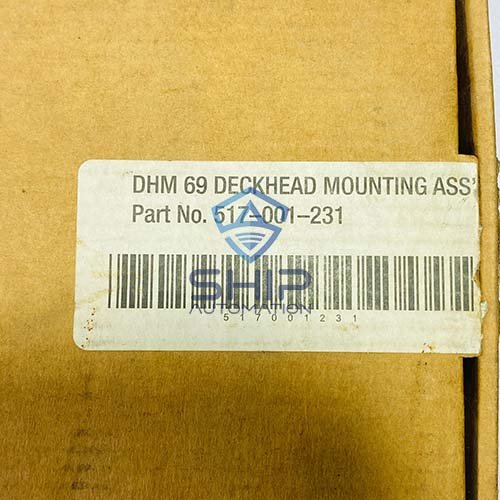 DHM 69 DECKHEAD MOUNTING ASS'
Part No. 517-001-231
SHIP
AUTOMATION
517001231